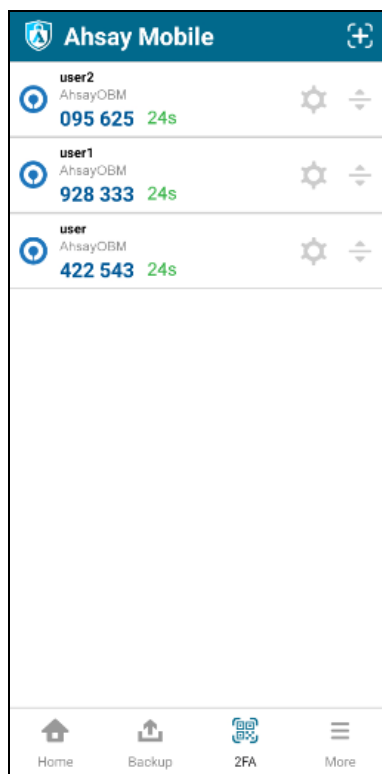 Ahsay Mobile
user2
AhsayOBM
095 625 24s
user1
AhsayOBM
928 333 24s
user
AhsayOBM
422 543 24s
Home Backup 2FA More